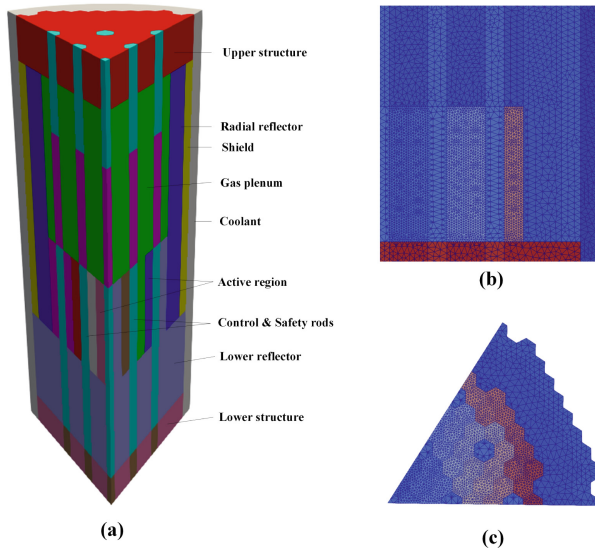 Upper structure
Radial reflector
Shield
Gas plenum
Coolant
Active region
Control & Safety rods
Lower reflector
Lower structure
(a)
(b)
(c)